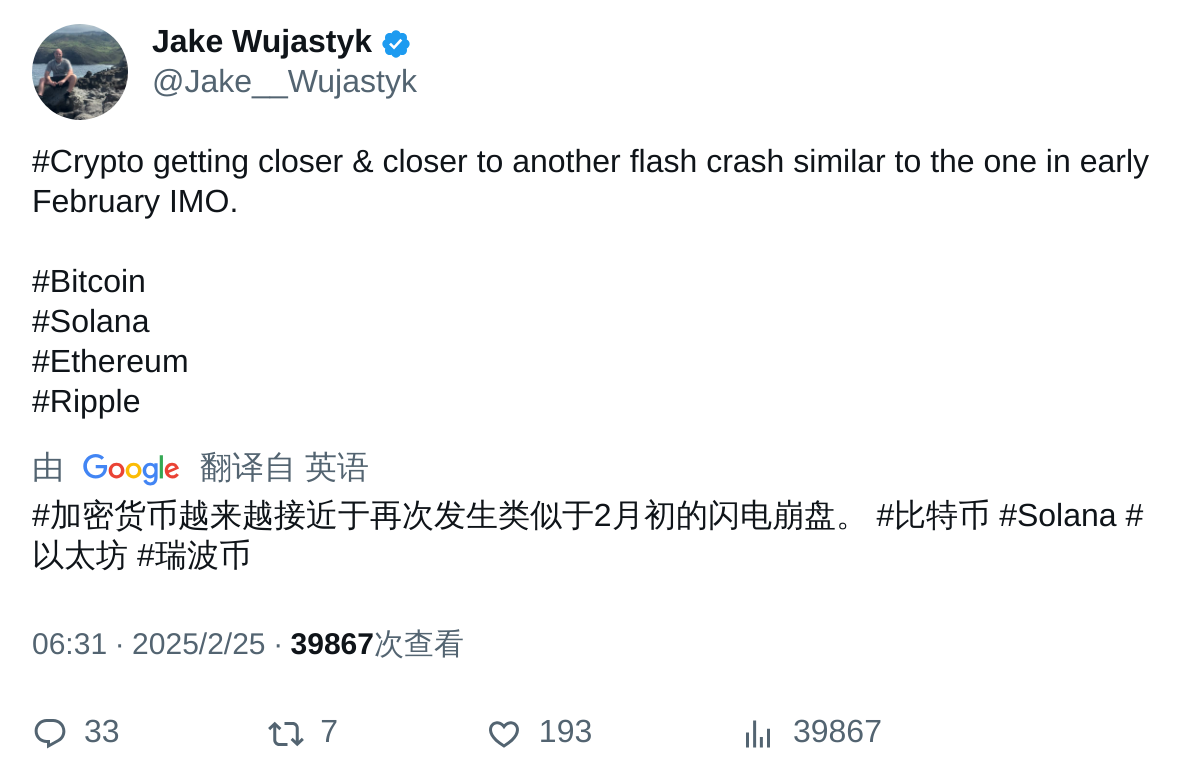 Jake Wujastyk
@Jake__Wujastyk
#Crypto getting closer & closer to another flash crash similar to the one in early
February IMO.
#Bitcoin
#Solana
#Ethereum
#Ripple
由 Google 翻译自 英语
#加密货币越来越接近于再次发生类似于2月初的闪电崩盘。 #比特币 #Solana #
以太坊 #瑞波币
06:31 · 2025/2/25 · 39867次查看
33 7 193 39867